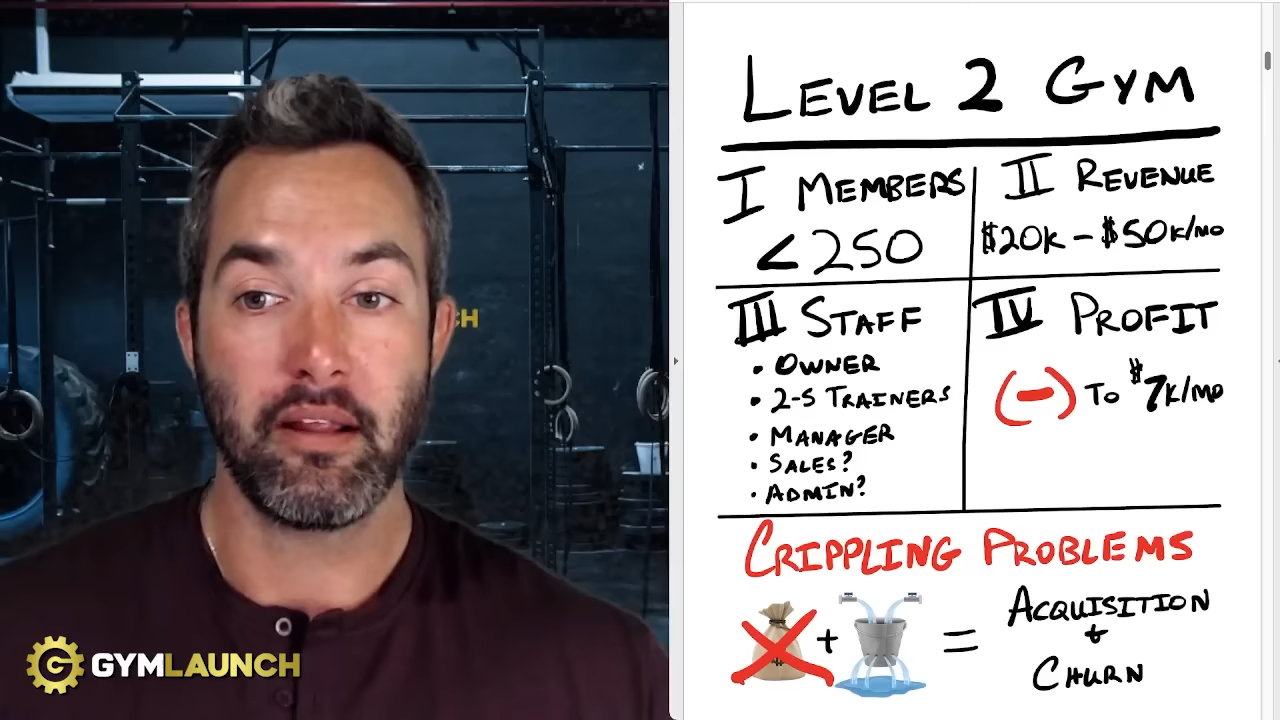 LEVEL 2 GYM
I MEMBERS
<250
II REVENUE
$20K - $50K/MO
III STAFF
• OWNER
• 2-5 TRAINERS
• MANAGER
• SALES?
• ADMIN?
IV PROFIT
(-) TO $7K/MO
CRIPPLING PROBLEMS
+ = ACQUISITION
+
CHURN
CH
GYMLAUNCH